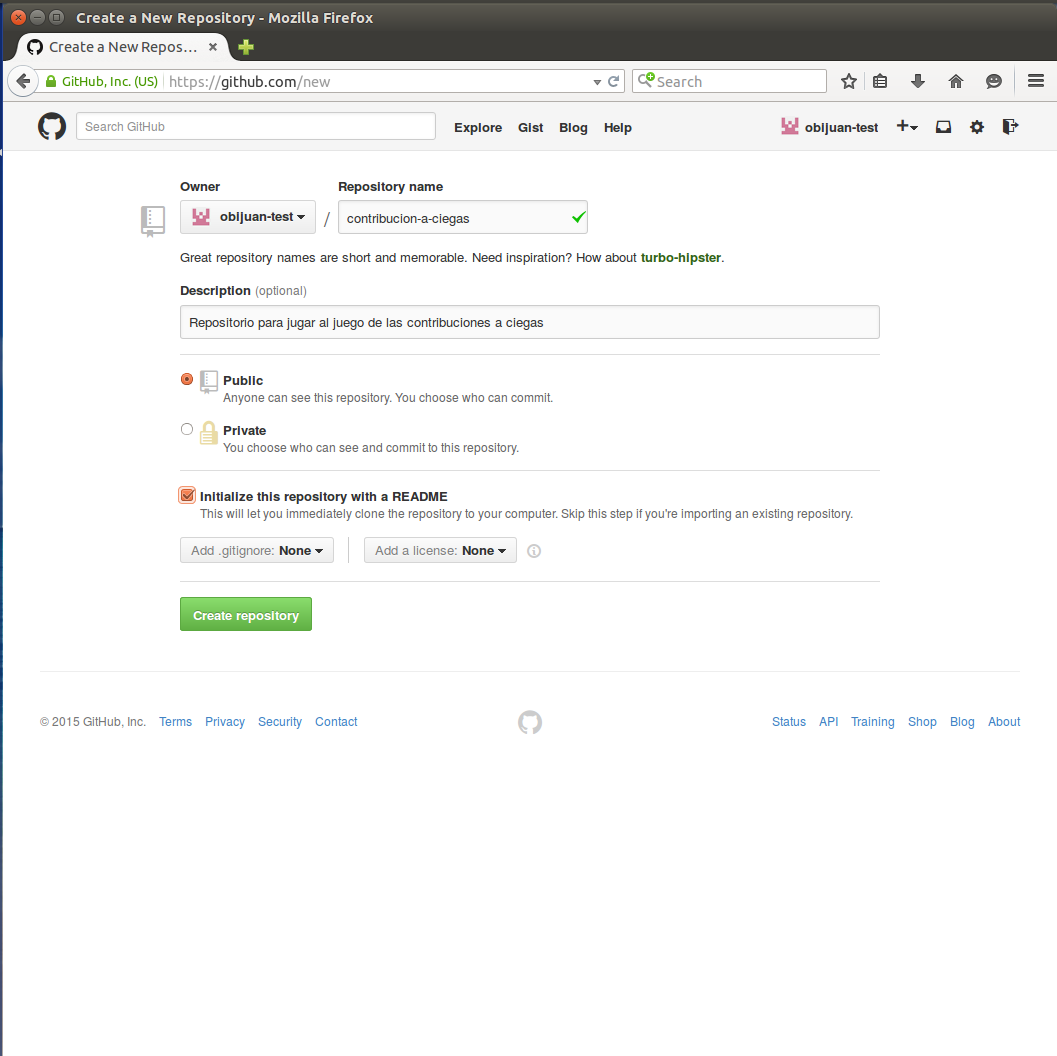 Create a New Repository - Mozilla Firefox
Create a New Repos...
GitHub, Inc. (US) https://github.com/new Search
Search GitHub Explore Gist Blog Help obijuan-test
Owner Repository name
obijuan-test / contribucion-a-ciegas
Great repository names are short and memorable. Need inspiration? How about turbo-hipster.
Description (optional)
Repositorio para jugar al juego de las contribuciones a ciegas
Public
Anyone can see this repository. You choose who can commit.
Private
You choose who can see and commit to this repository.
Initialize this repository with a README
This will let you immediately clone the repository to your computer. Skip this step if you're importing an existing repository.
Add .gitignore: None Add a license: None
Create repository
© 2015 GitHub, Inc. Terms Privacy Security Contact Status API Training Shop Blog About